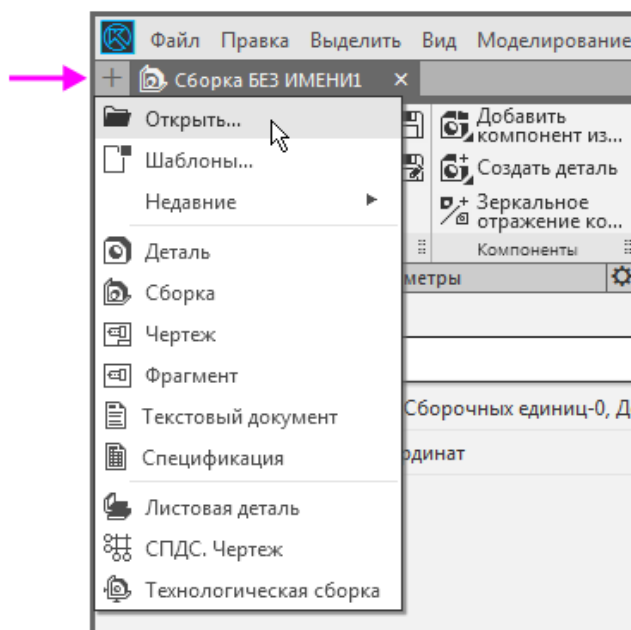 Файл Правка Выделить Вид Моделирование
Сборка БЕЗ ИМЕНИ1
Открыть...
Шаблоны...
Недавние
Деталь
Сборка
Чертеж
Фрагмент
Текстовый документ
Спецификация
Листовая деталь
СПДС. Чертеж
Технологическая сборка
Добавить
компонент из...
Создать деталь
Зеркальное
отражение ко...
Компоненты
метры
Сборочных единиц-0, Д
рдинат